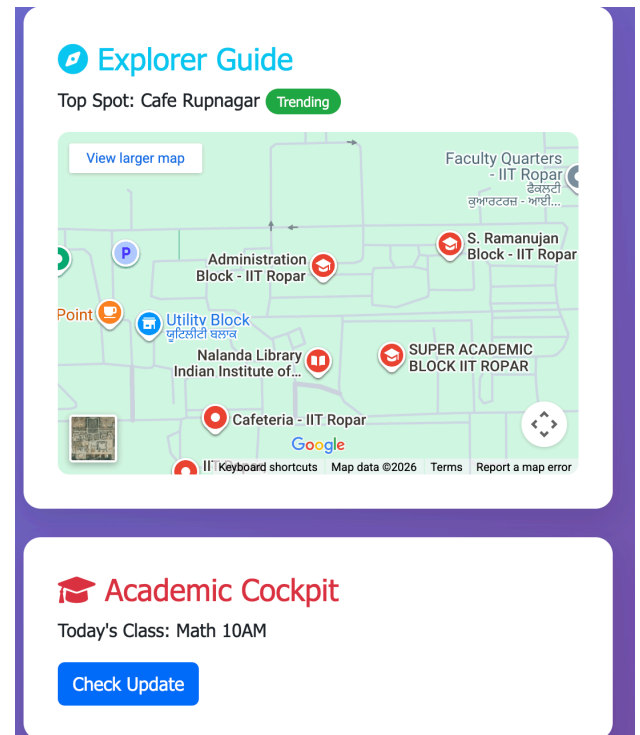 Explorer Guide
Top Spot: Cafe Rupnagar Trending
View larger map
Faculty Quarters
- IIT Ropar
ਫੈਕਲਟੀ
ਕੁਆਰਟਰਜ਼ - ਆਈ...
S. Ramanujan
Block - IIT Ropar
P
Administration
Block - IIT Ropar
Point
Utility Block
ਯੂਟਿਲੀਟੀ ਬਲਾਕ
Nalanda Library
Indian Institute of...
SUPER ACADEMIC
BLOCK IIT ROPAR
Cafeteria - IIT Ropar
Google
Keyboard shortcuts Map data ©2026 Terms Report a map error
Academic Cockpit
Today's Class: Math 10AM
Check Update